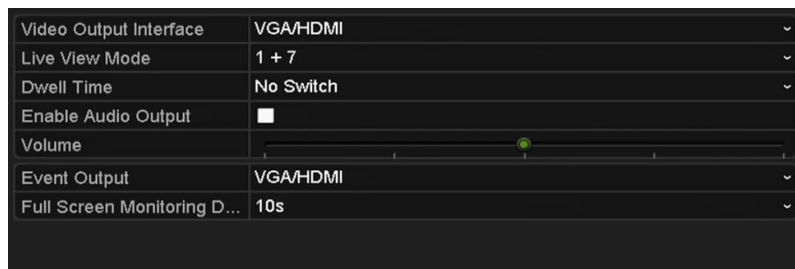 Video Output Interface VGA/HDMI
Live View Mode 1 + 7
Dwell Time No Switch
Enable Audio Output
Volume
Event Output VGA/HDMI
Full Screen Monitoring D... 10s